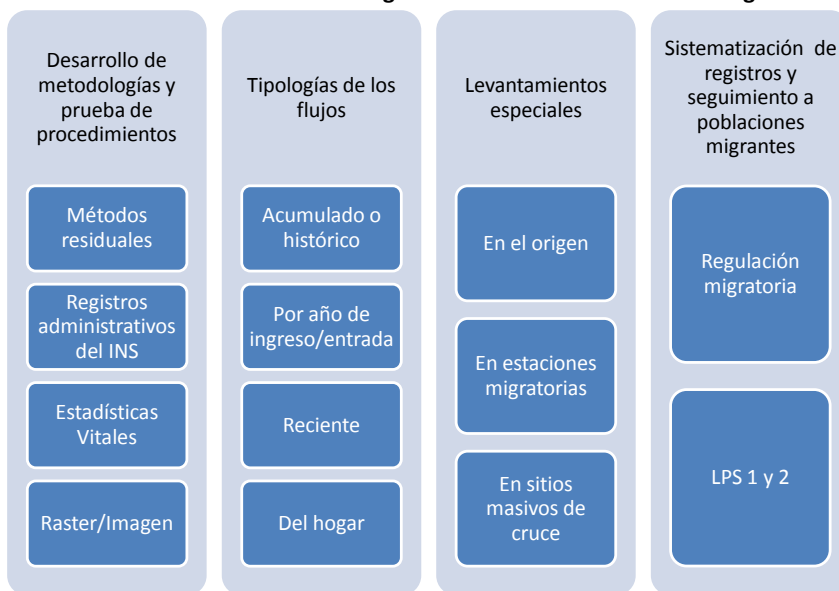 Desarrollo de
metodologías y
prueba de
procedimientos
Métodos
residuales
Registros
administrativos
del INS
Estadísticas
Vitales
Raster/Imagen
Tipologías de los
flujos
Acumulado o
histórico
Por año de
ingreso/entrada
Reciente
Del hogar
Levantamientos
especiales
En el origen
En estaciones
migratorias
En sitios
masivos de
cruce
Sistematización de
registros y
seguimiento a
poblaciones
migrantes
Regulación
migratoria
LPS 1 y 2